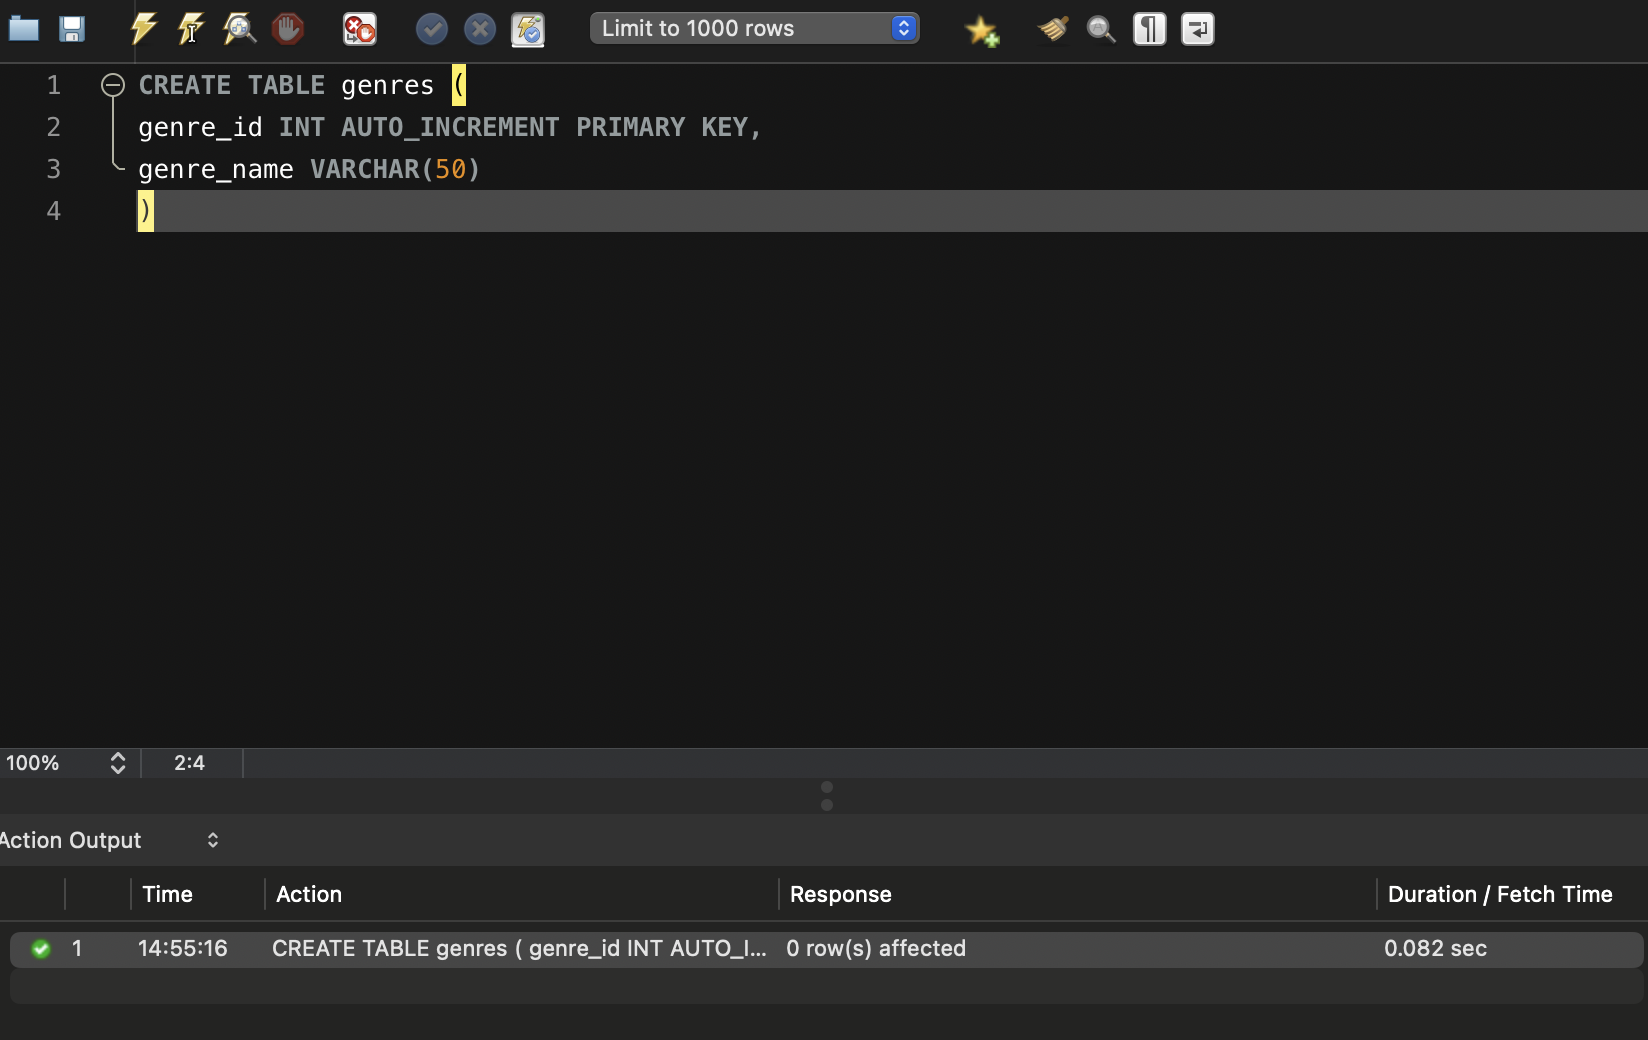 Limit to 1000 rows
1 CREATE TABLE genres (
2 genre_id INT AUTO_INCREMENT PRIMARY KEY,
3 genre_name VARCHAR(50)
4 )
100% 2:4
Action Output
Time Action Response Duration / Fetch Time
1 14:55:16 CREATE TABLE genres ( genre_id INT AUTO_I... 0 row(s) affected 0.082 sec